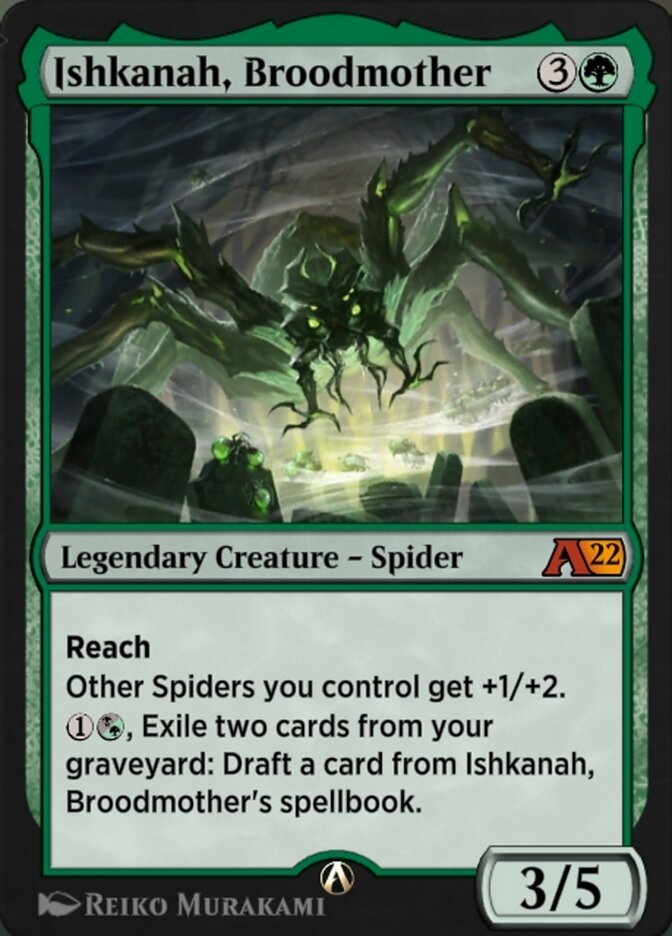 Ishkanah, Broodmother 3
Legendary Creature – Spider A22
Reach
Other Spiders you control get +1/+2.
1, Exile two cards from your
graveyard: Draft a card from Ishkanah,
Broodmother's spellbook.
3/5
REIKO MURAKAMI